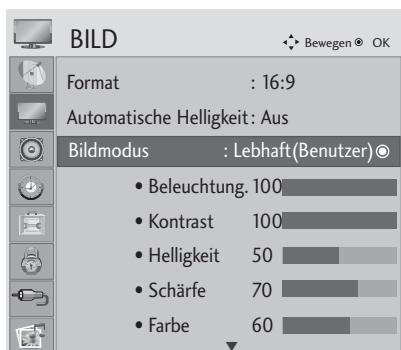 BILD Bewegen OK
Format : 16:9
Automatische Helligkeit : Aus
Bildmodus : Lebhaft(Benutzer)
• Beleuchtung. 100
• Kontrast 100
• Helligkeit 50
• Schärfe 70
• Farbe 60